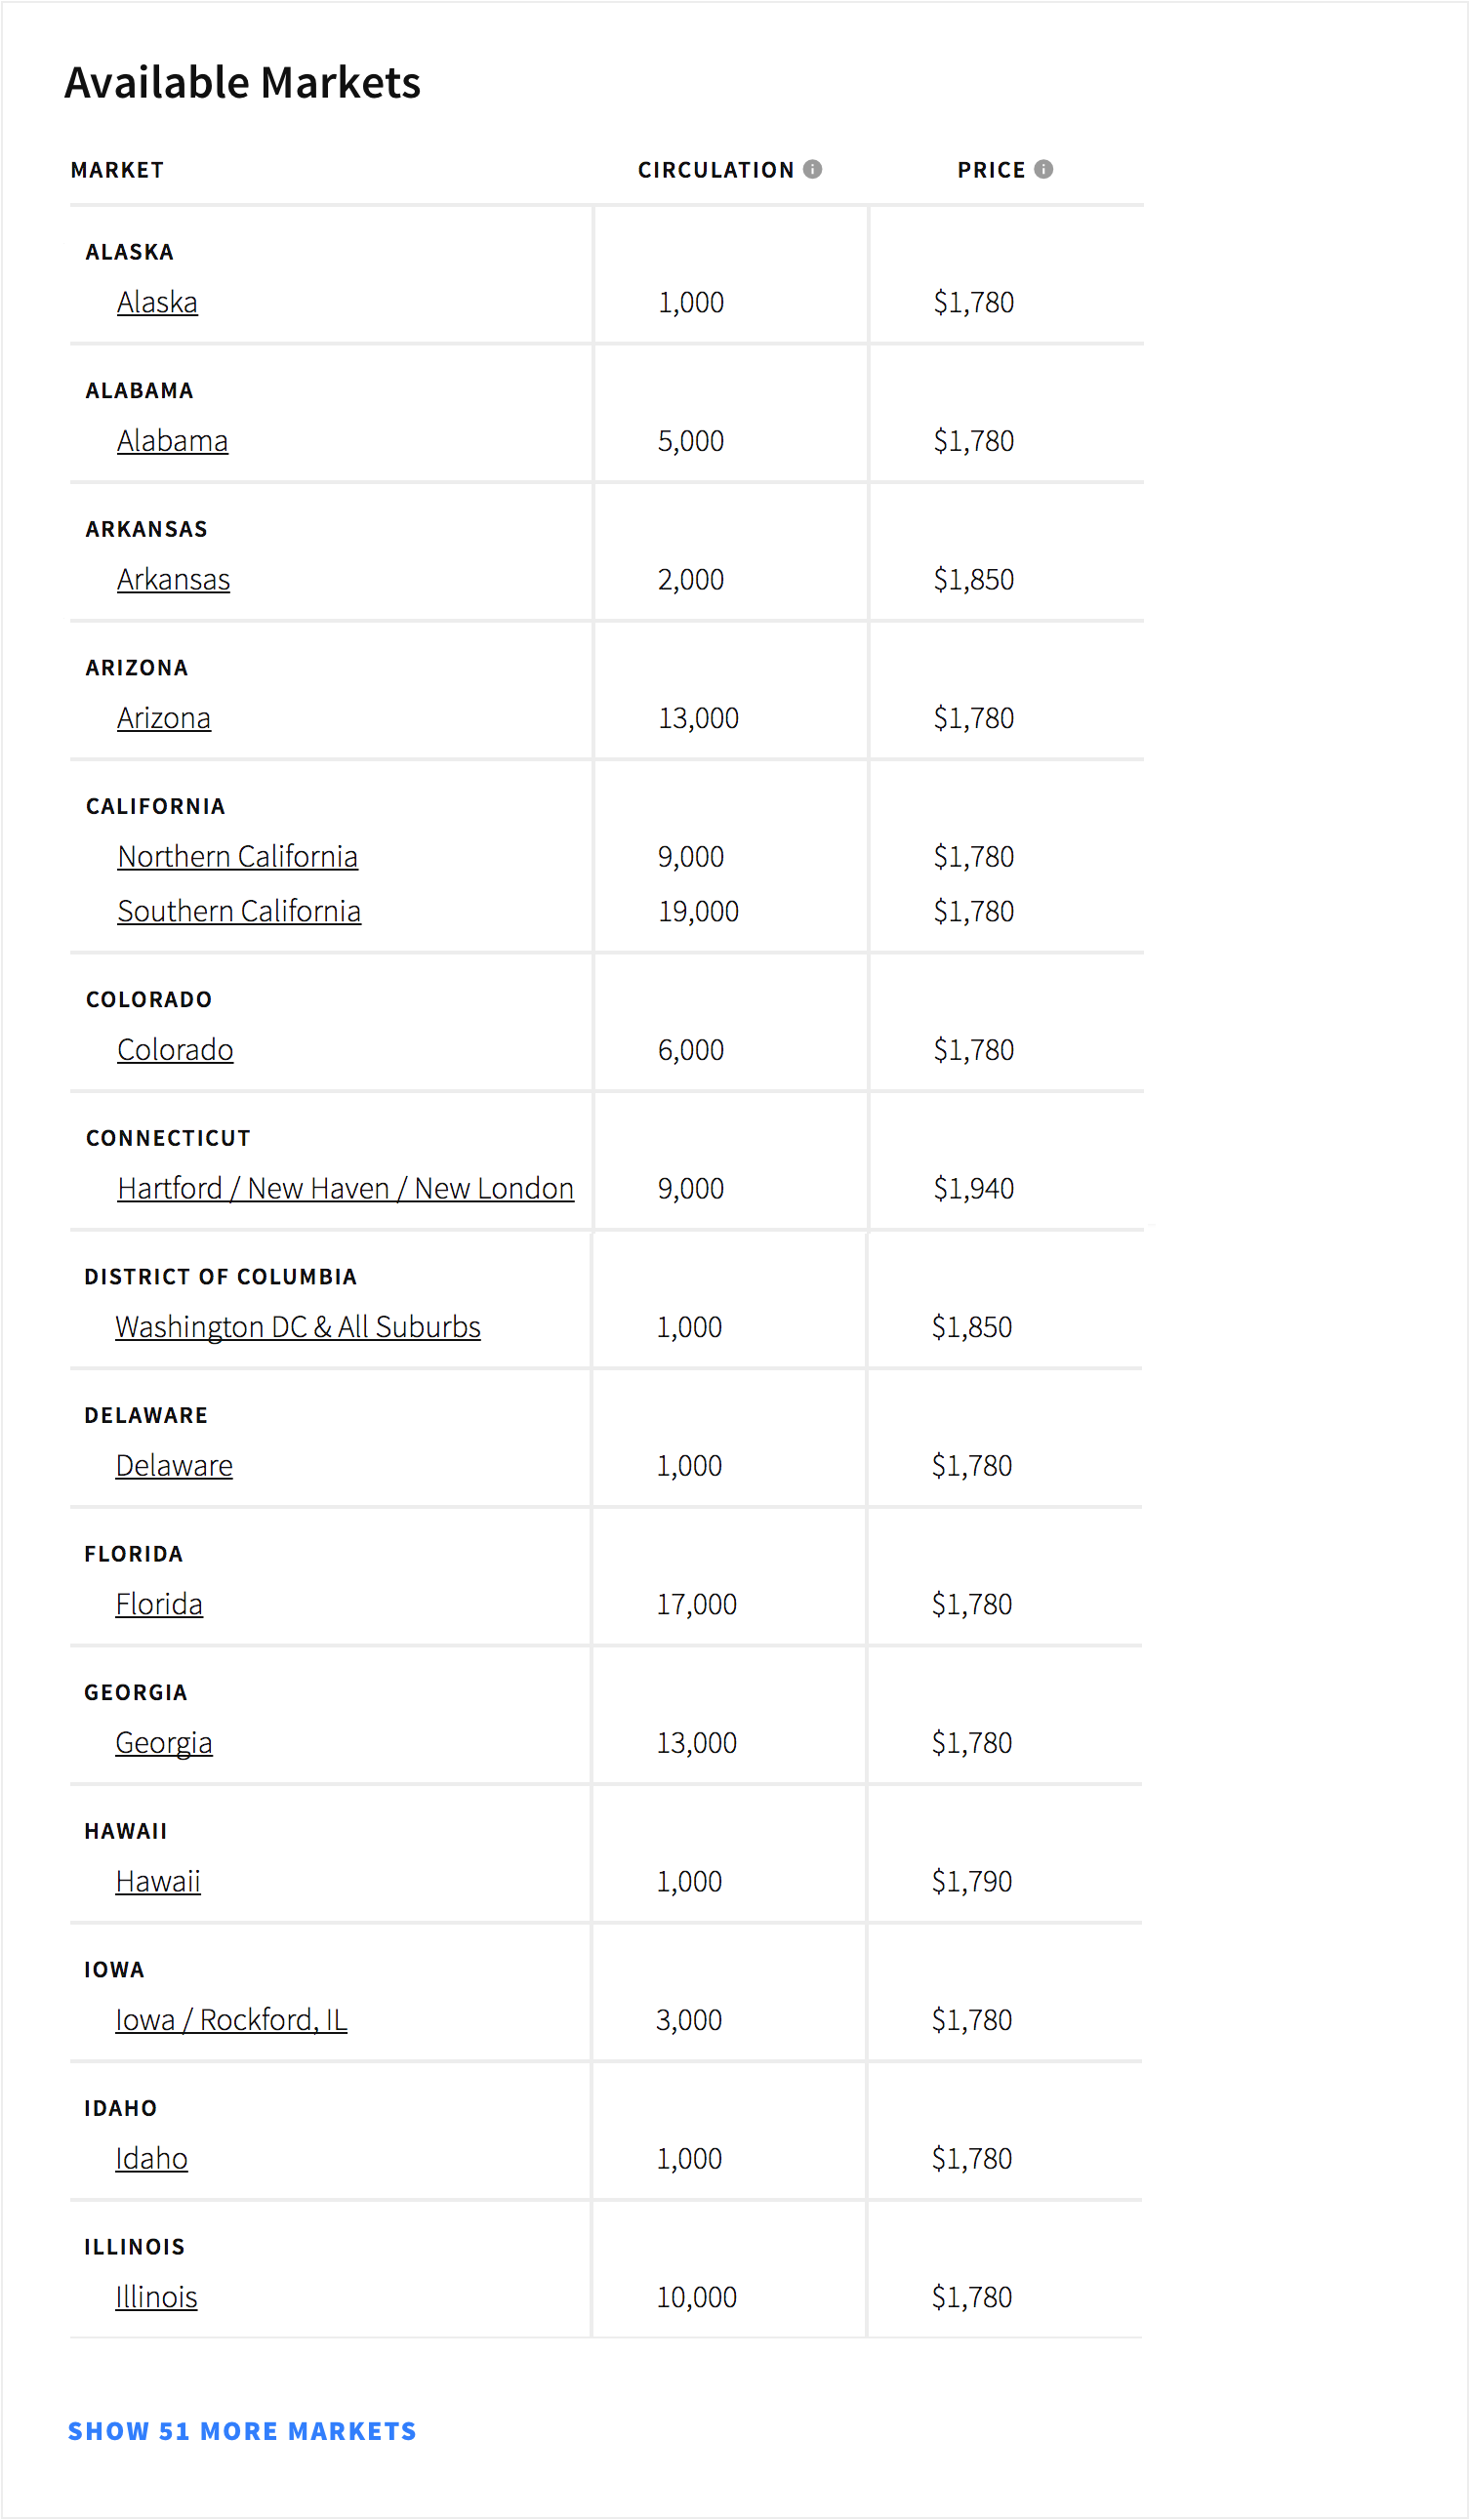 Available Markets
MARKET CIRCULATION PRICE
ALASKA
Alaska 1,000 $1,780
ALABAMA
Alabama 5,000 $1,780
ARKANSAS
Arkansas 2,000 $1,850
ARIZONA
Arizona 13,000 $1,780
CALIFORNIA
Northern California 9,000 $1,780
Southern California 19,000 $1,780
COLORADO
Colorado 6,000 $1,780
CONNECTICUT
Hartford / New Haven / New London 9,000 $1,940
DISTRICT OF COLUMBIA
Washington DC & All Suburbs 1,000 $1,850
DELAWARE
Delaware 1,000 $1,780
FLORIDA
Florida 17,000 $1,780
GEORGIA
Georgia 13,000 $1,780
HAWAII
Hawaii 1,000 $1,790
IOWA
Iowa / Rockford, IL 3,000 $1,780
IDAHO
Idaho 1,000 $1,780
ILLINOIS
Illinois 10,000 $1,780
SHOW 51 MORE MARKETS